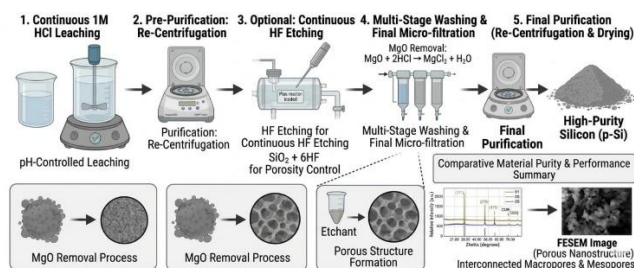 1. Continuous 1M
HCl Leaching
pH-Controlled Leaching
2. Pre-Purification:
Re-Centrifugation
Purification:
Re-Centrifugation
3. Optional: Continuous
HF Etching
HF Etching for
Continuous HF Etching
SiO₂ + 6HF
for Porosity Control
4. Multi-Stage Washing &
Final Micro-filtration
MgO Removal:
MgO + 2HCl → MgCl₂ + H₂O
Multi-Stage Washing
& Final Micro-filtration
5. Final Purification
(Re-Centrifugation & Drying)
Final
Purification
High-Purity
Silicon (p-Si)
MgO Removal Process
MgO Removal Process
Etchant
Porous Structure
Formation
Comparative Material Purity & Performance
Summary
Relative Intensity (a.u.)
FESEM Image
(Porous Nanostructure)
Interconnected Macropores & Mesopores